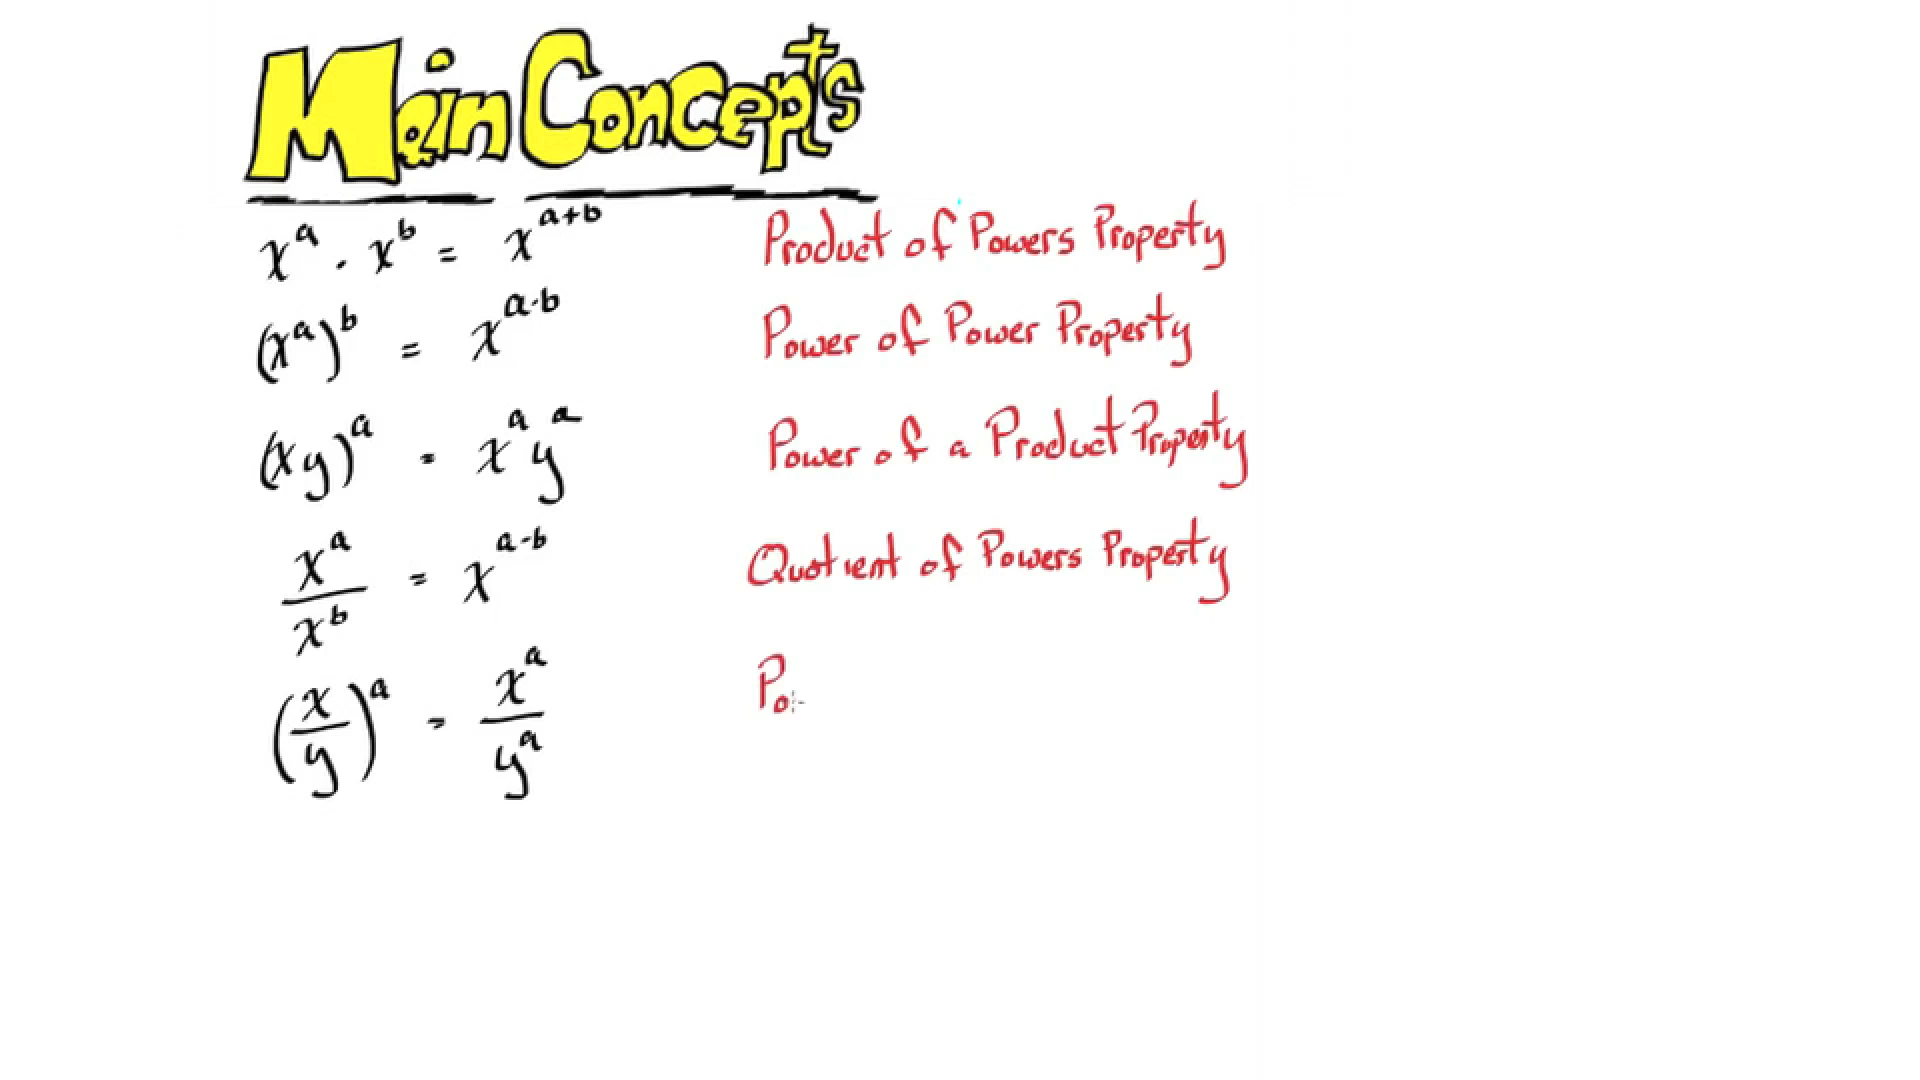 Main Concepts
x^a · x^b = x^{a+b} Product of Powers Property
(x^a)^b = x^{a·b} Power of Power Property
(xy)^a = x^a y^a Power of a Product Property
x^a / x^b = x^{a-b} Quotient of Powers Property
(x/y)^a = x^a / y^a Po